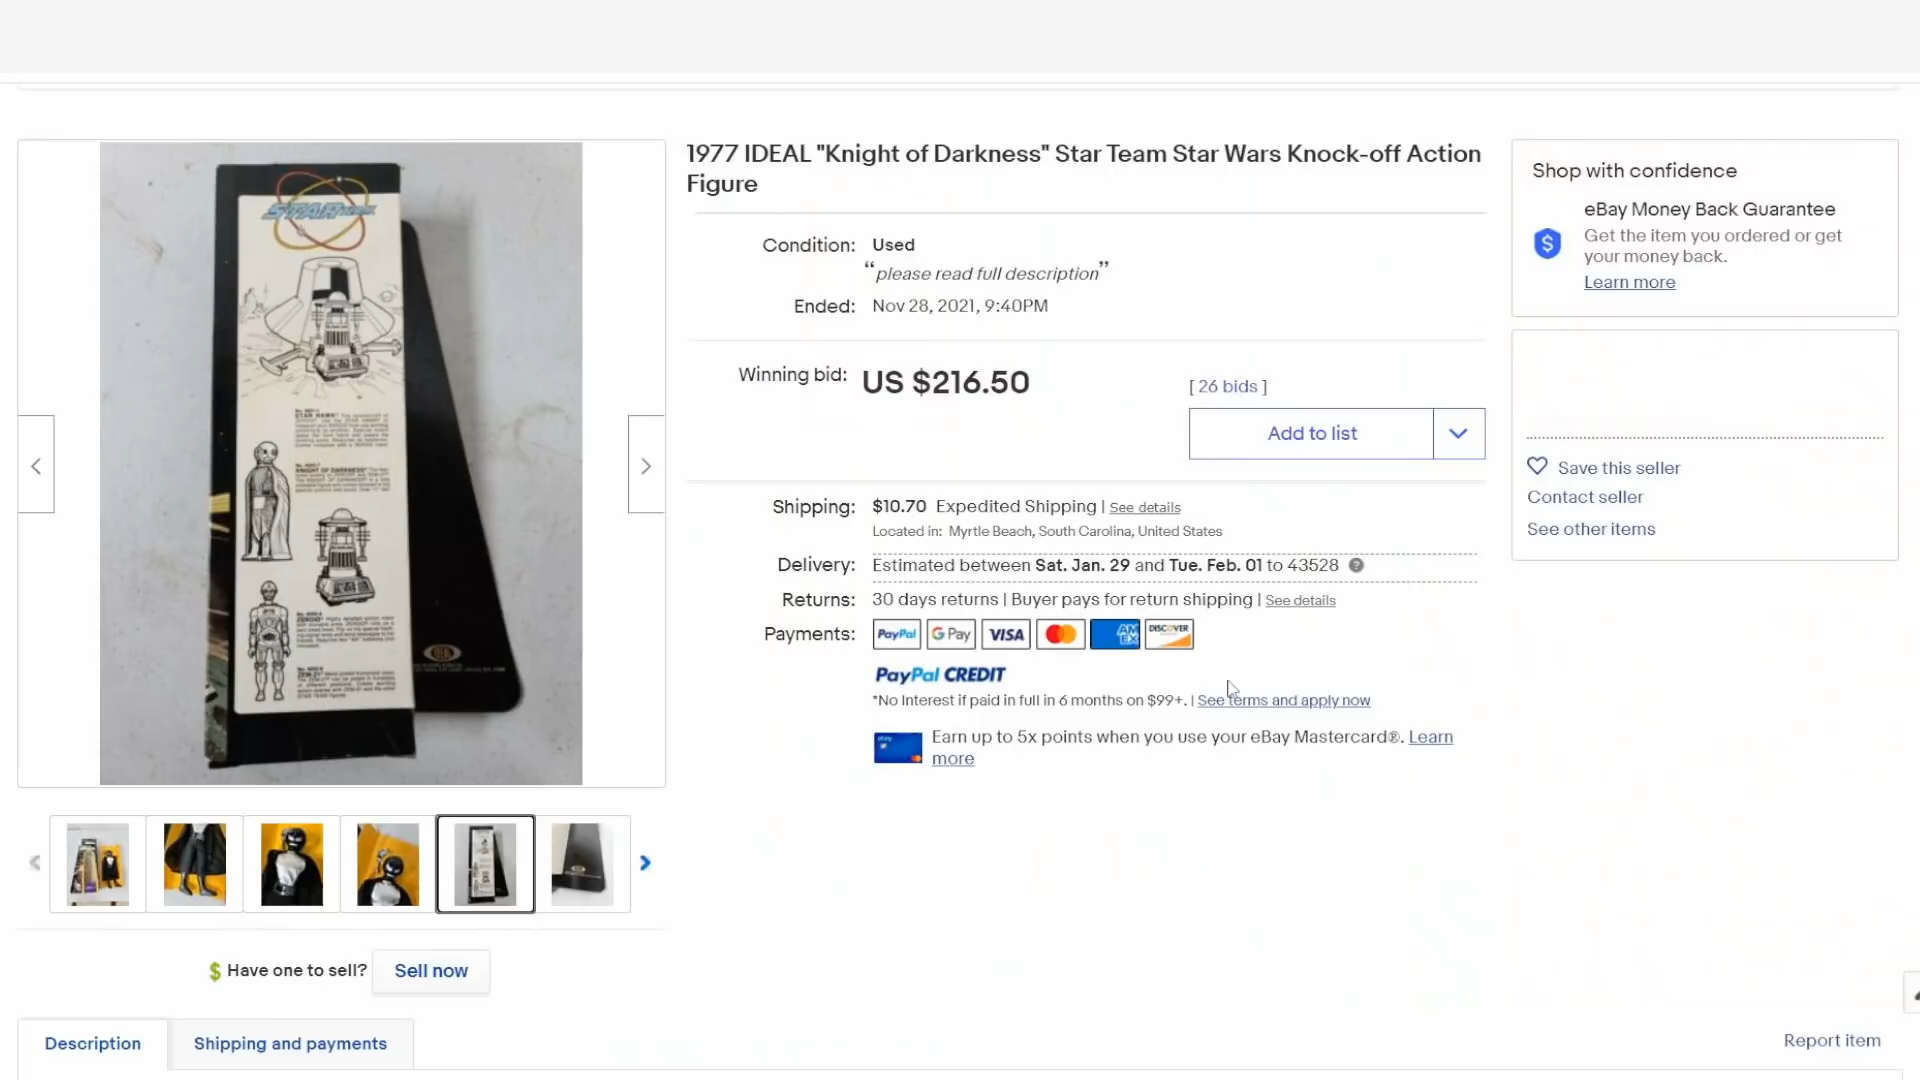 1977 IDEAL "Knight of Darkness" Star Team Star Wars Knock-off Action
Figure
Condition: Used
“please read full description”
Ended: Nov 28, 2021, 9:40PM
Winning bid: US $216.50
[ 26 bids ]
Add to list
Shipping: $10.70 Expedited Shipping | See details
Located in: Myrtle Beach, South Carolina, United States
Delivery: Estimated between Sat. Jan. 29 and Tue. Feb. 01 to 43528
Returns: 30 days returns | Buyer pays for return shipping | See details
Payments: PayPal G Pay VISA AM EX DISCOVER
PayPal CREDIT
*No Interest if paid in full in 6 months on $99+. | See terms and apply now
Earn up to 5x points when you use your eBay Mastercard®. Learn
more
Shop with confidence
eBay Money Back Guarantee
Get the item you ordered or get
your money back.
Learn more
Save this seller
Contact seller
See other items
STAR
KNIGHT OF DARKNESS
IDEAL
Have one to sell? Sell now
Description
Shipping and payments
Report item